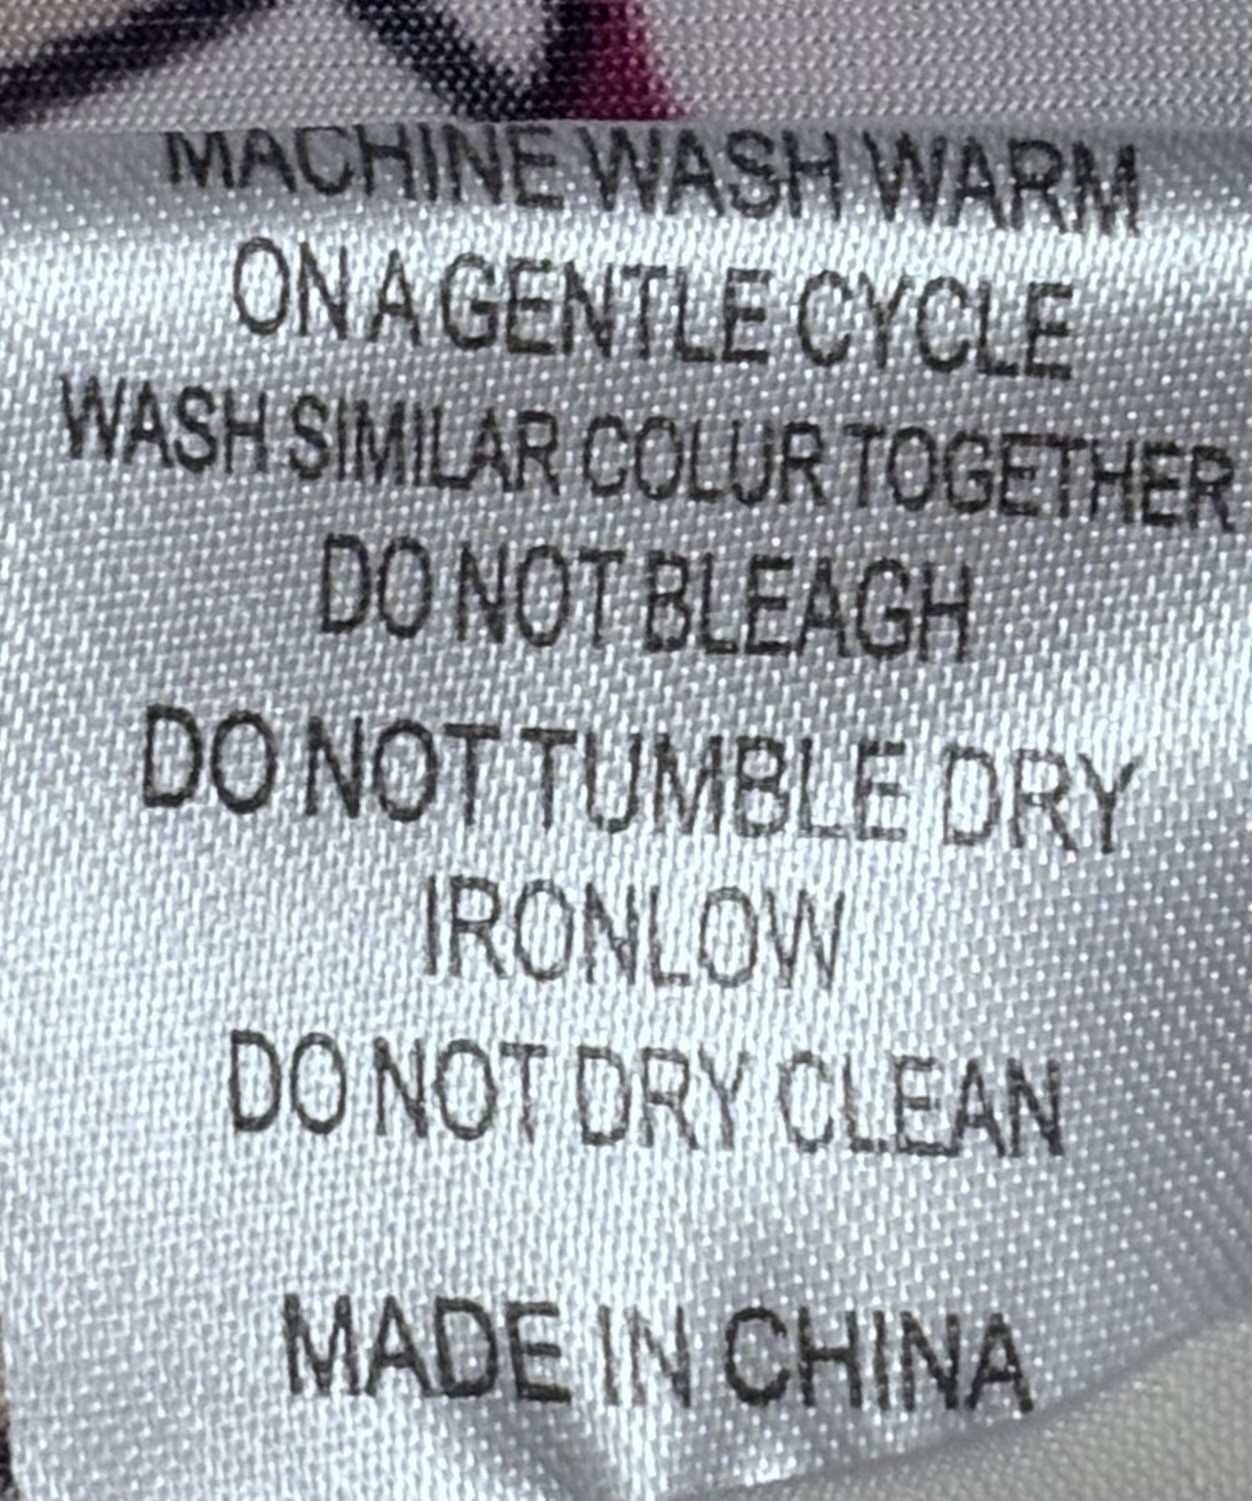 MACHINE WASH WARM
ON A GENTLE CYCLE
WASH SIMILAR COLUR TOGETHER
DO NOT BLEAGH
DO NOT TUMBLE DRY
IRONLOW
DO NOT DRY CLEAN
MADE IN CHINA